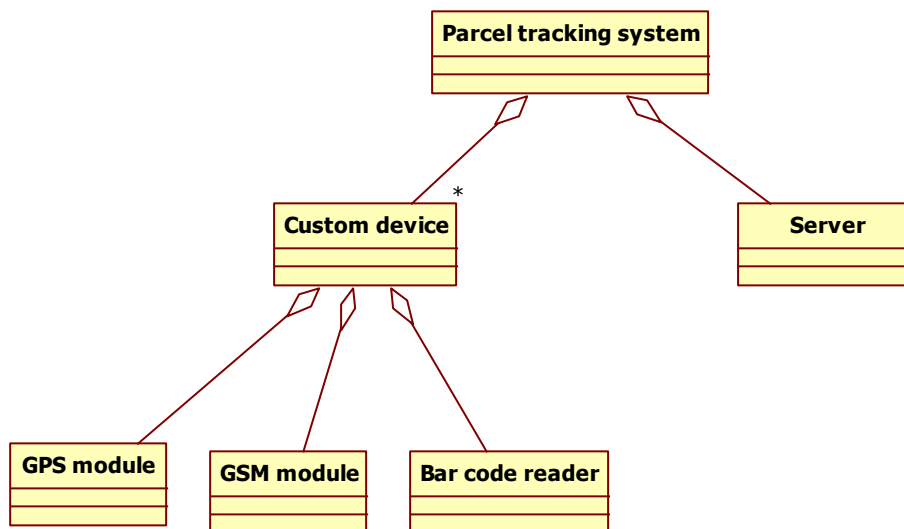 Parcel tracking system
*
Custom device
Server
GPS module
GSM module
Bar code reader